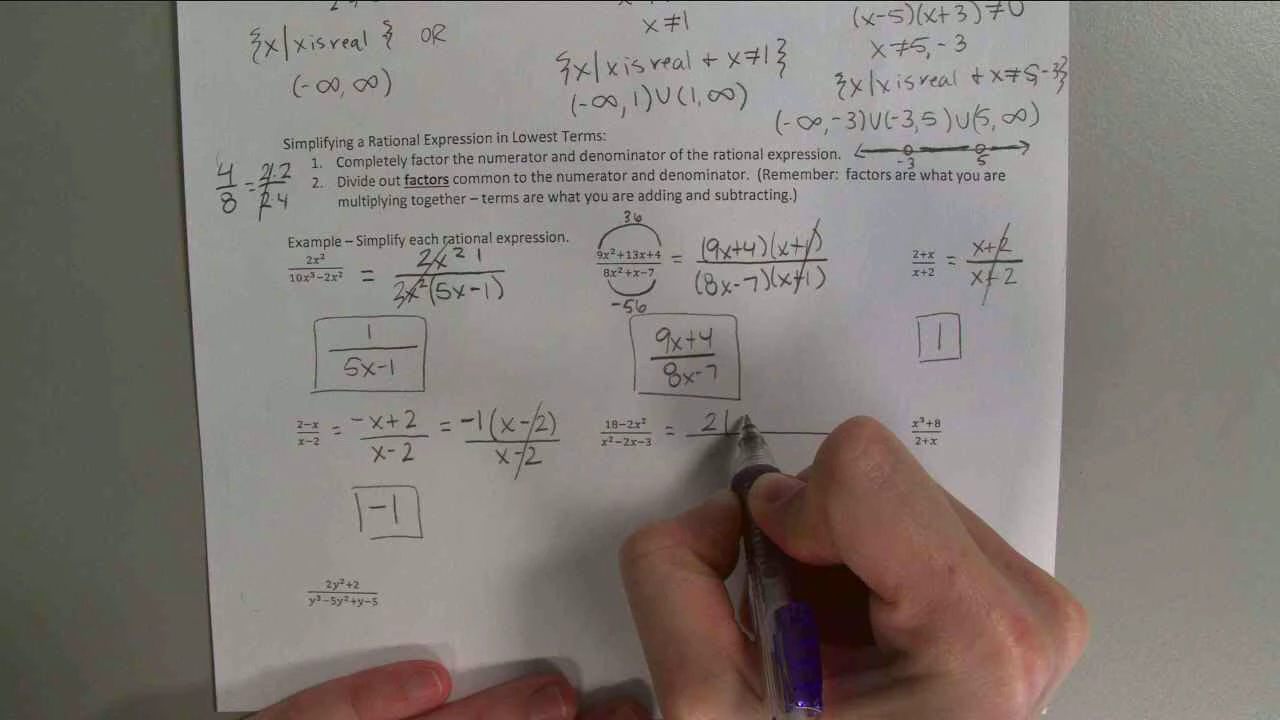 {x|x is real} OR
(-∞, ∞)
x≠1
{x|x is real + x≠1}
(-∞,1)∪(1,∞)
(x-5)(x+3)≠0
x≠5,-3
{x|x is real + x≠5,-3}
(-∞,-3)∪(-3,5)∪(5,∞)
-3 5
Simplifying a Rational Expression in Lowest Terms:
1. Completely factor the numerator and denominator of the rational expression.
2. Divide out factors common to the numerator and denominator. (Remember: factors are what you are
multiplying together – terms are what you are adding and subtracting.)
4/8 = 2·2/2·4
Example – Simplify each rational expression.
2x²/10x³−2x² = 2x² 1/2x²(5x-1)
1/5x-1
36
9x²+13x+4/8x²+x−7 = (9x+4)(x+1)/(8x-7)(x+1)
-56
9x+4/8x-7
2+x/x+2 = x+2/x+2
1
2−x/x−2 = -x+2/x-2 = -1(x-2)/x-2
-1
18−2x²/x²−2x−3 = 2(
x³+8/2+x
2y²+2/y³−5y²+y−5